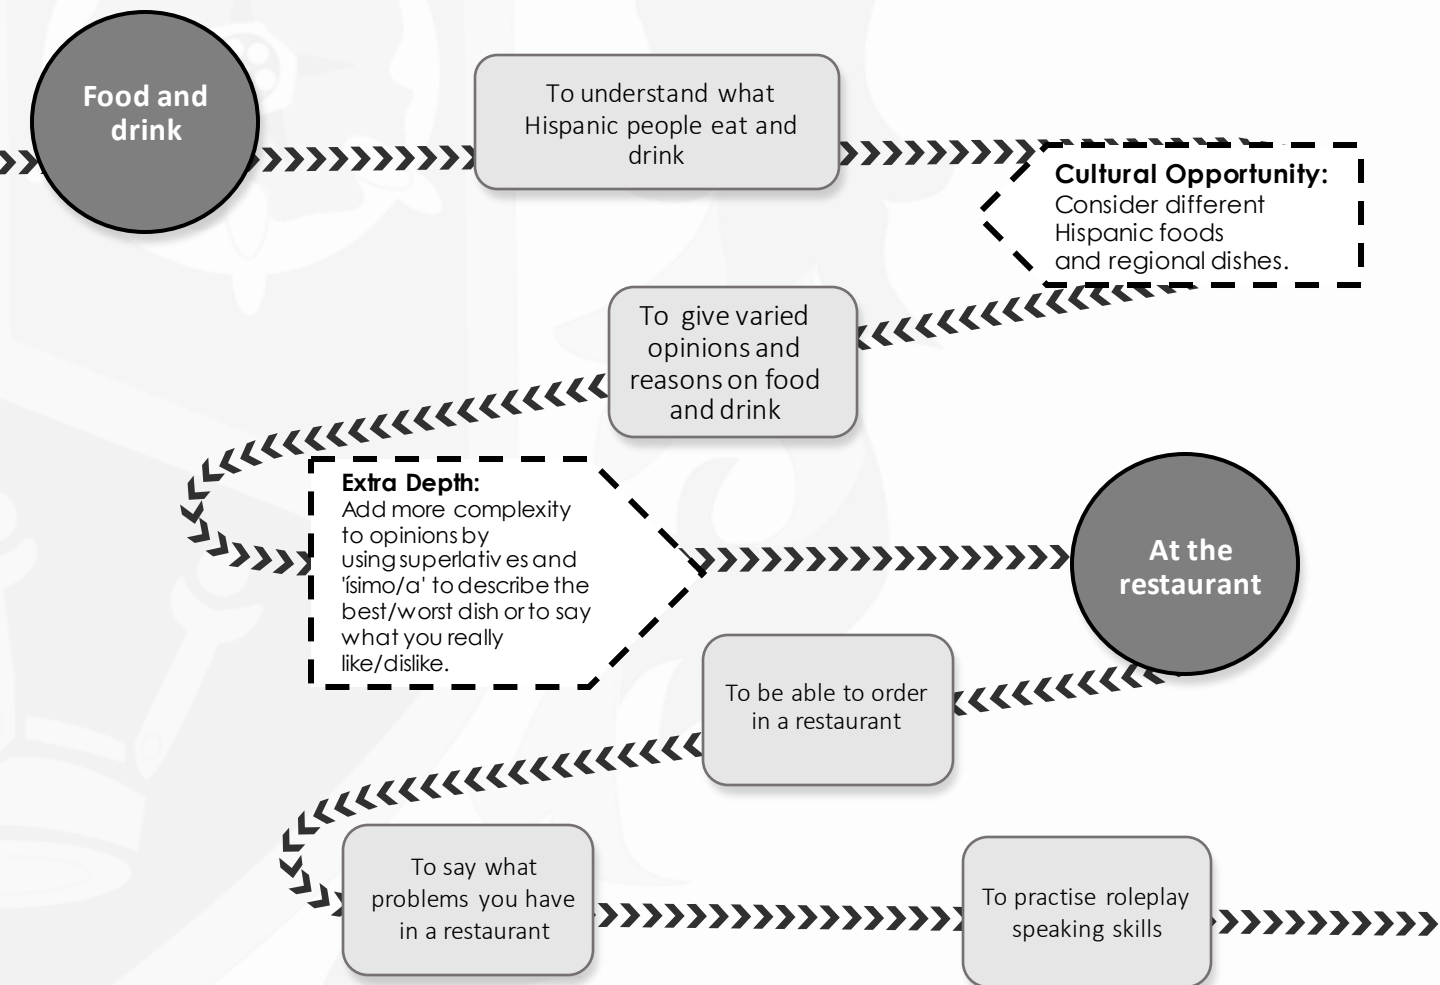 Food and
drink
To understand what
Hispanic people eat and
drink
Cultural Opportunity:
Consider different
Hispanic foods
and regional dishes.
To give varied
opinions and
reasons on food
and drink
Extra Depth:
Add more complexity
to opinions by
using superlatives and
'ísimo/a' to describe the
best/worst dish or to say
what you really
like/dislike.
At the
restaurant
To be able to order
in a restaurant
To say what
problems you have
in a restaurant
To practise roleplay
speaking skills